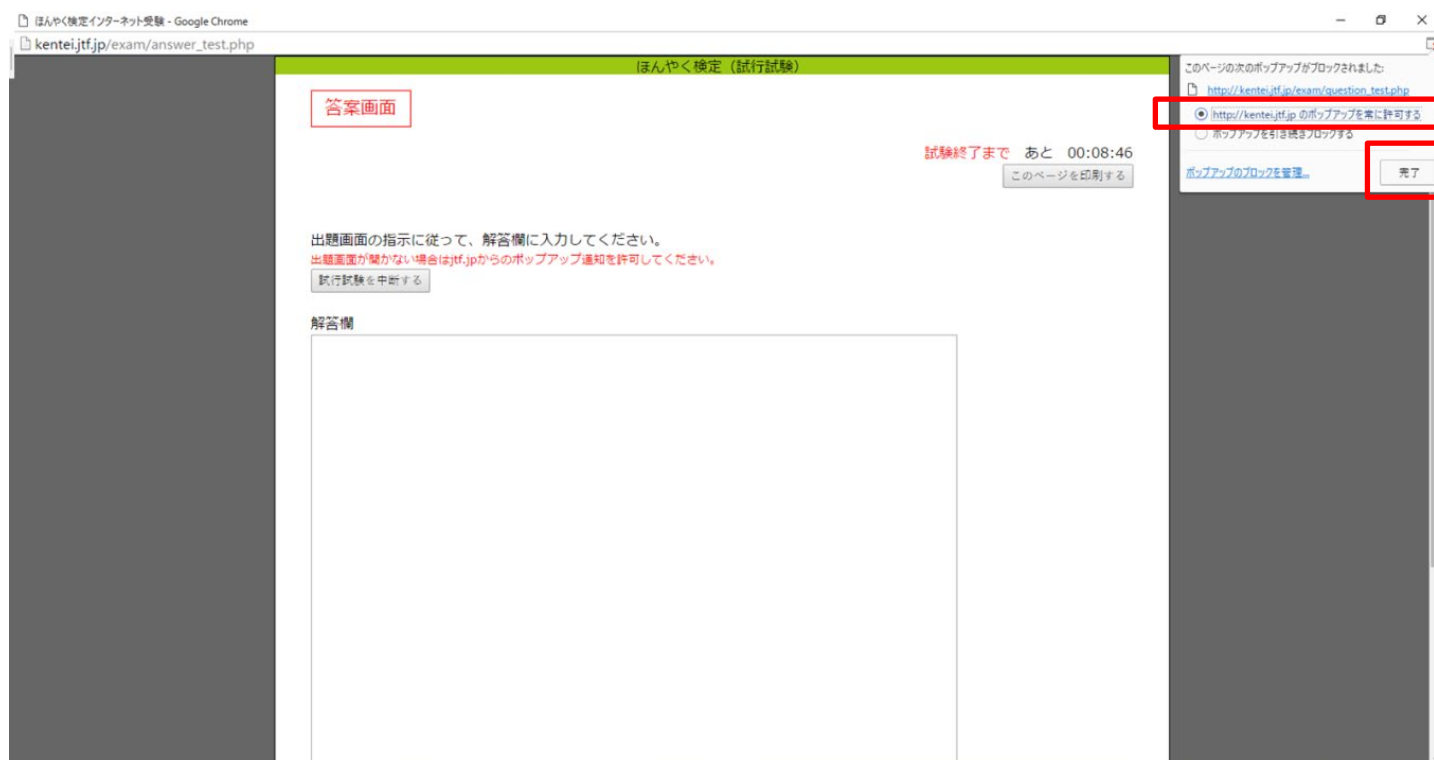 ほんやく検定インターネット受験 - Google Chrome
kentei.jtf.jp/exam/answer_test.php
ほんやく検定（試行試験）
このページの次のポップアップがブロックされました:
http://kentei.jtf.jp/exam/question_test.php
http://kentei.jtf.jp のポップアップを常に許可する
ポップアップを引き続きブロックする
ポップアップのブロックを管理...
完了
答案画面
試験終了まで あと 00:08:46
このページを印刷する
出題画面の指示に従って、解答欄に入力してください。
出題画面が開かない場合はjtf.jpからのポップアップ通知を許可してください。
試行試験を中断する
解答欄